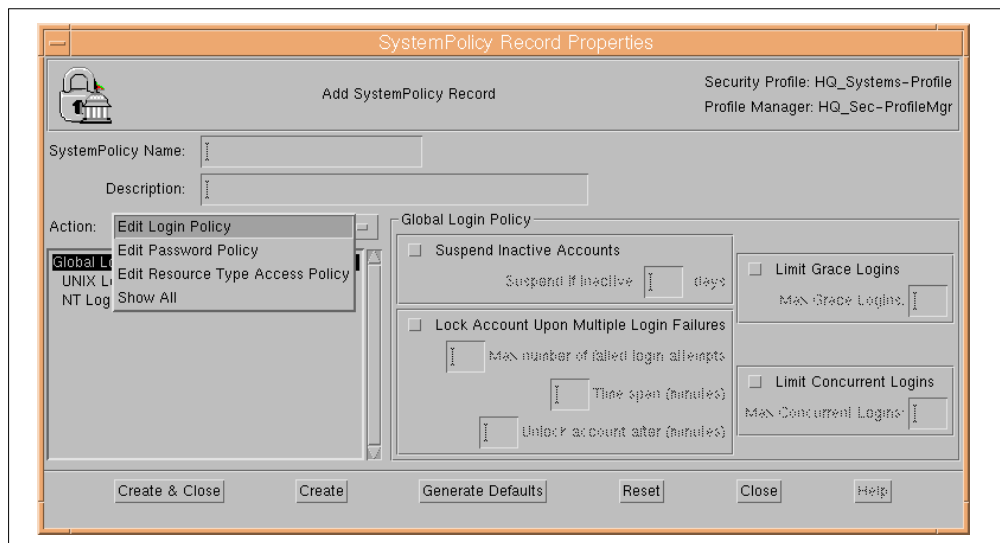 SystemPolicy Record Properties
Add SystemPolicy Record
Security Profile: HQ_Systems-Profile
Profile Manager: HQ_Sec-ProfileMgr
SystemPolicy Name:
Description:
Action:
Edit Login Policy
Edit Password Policy
Edit Resource Type Access Policy
Show All
Global L
UNIX L
NT Log
Global Login Policy
Suspend Inactive Accounts
Suspend if inactive days
Lock Account Upon Multiple Login Failures
Max number of failed login attempts
Time span (minutes)
Unlock account after (minutes)
Limit Grace Logins
Max Grace Logins:
Limit Concurrent Logins
Max Concurrent Logins:
Create & Close Create Generate Defaults Reset Close Help